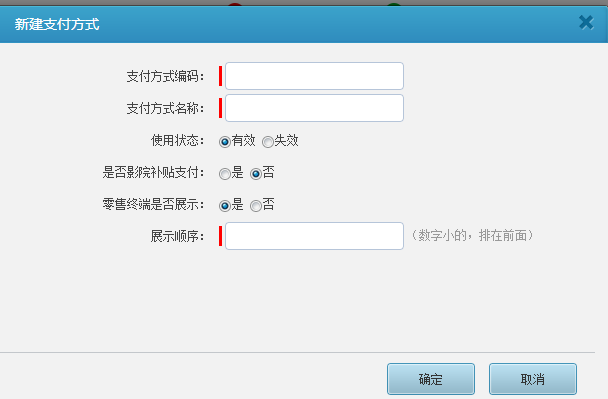 新建支付方式
支付方式编码：
支付方式名称：
使用状态： 有效 失效
是否影院补贴支付： 是 否
零售终端是否展示： 是 否
展示顺序： （数字小的，排在前面）
确定 取消